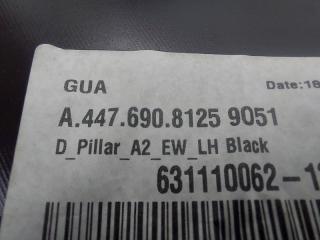 GUA Date:18
A.447.690.8125 9051
D_Pillar_A2_EW_LH Black
631110062-1